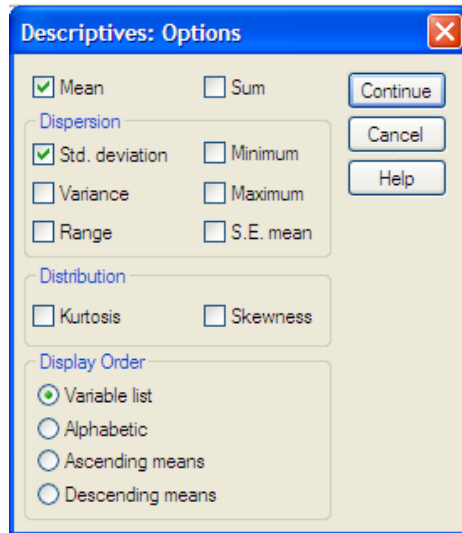 Descriptives: Options
Mean
Sum
Continue
Dispersion
Cancel
Std. deviation
Minimum
Help
Variance
Maximum
Range
S.E. mean
Distribution
Kurtosis
Skewness
Display Order
Variable list
Alphabetic
Ascending means
Descending means